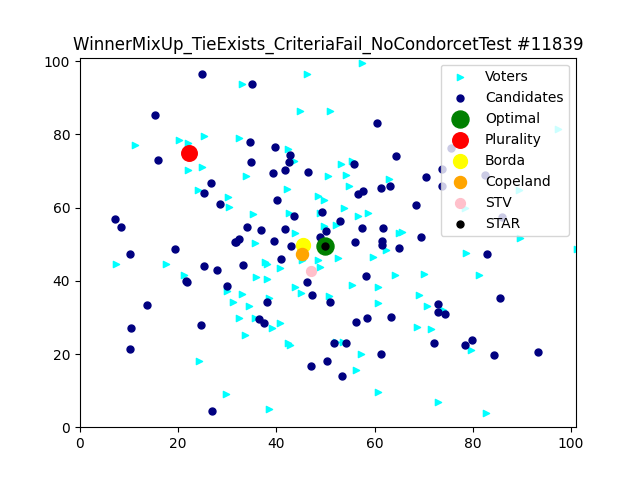 WinnerMixUp_TieExists_CriteriaFail_NoCondorcetTest #11839
100
80
60
40
20
0
0
20
40
60
80
100
Voters
Candidates
Optimal
Plurality
Borda
Copeland
STV
STAR